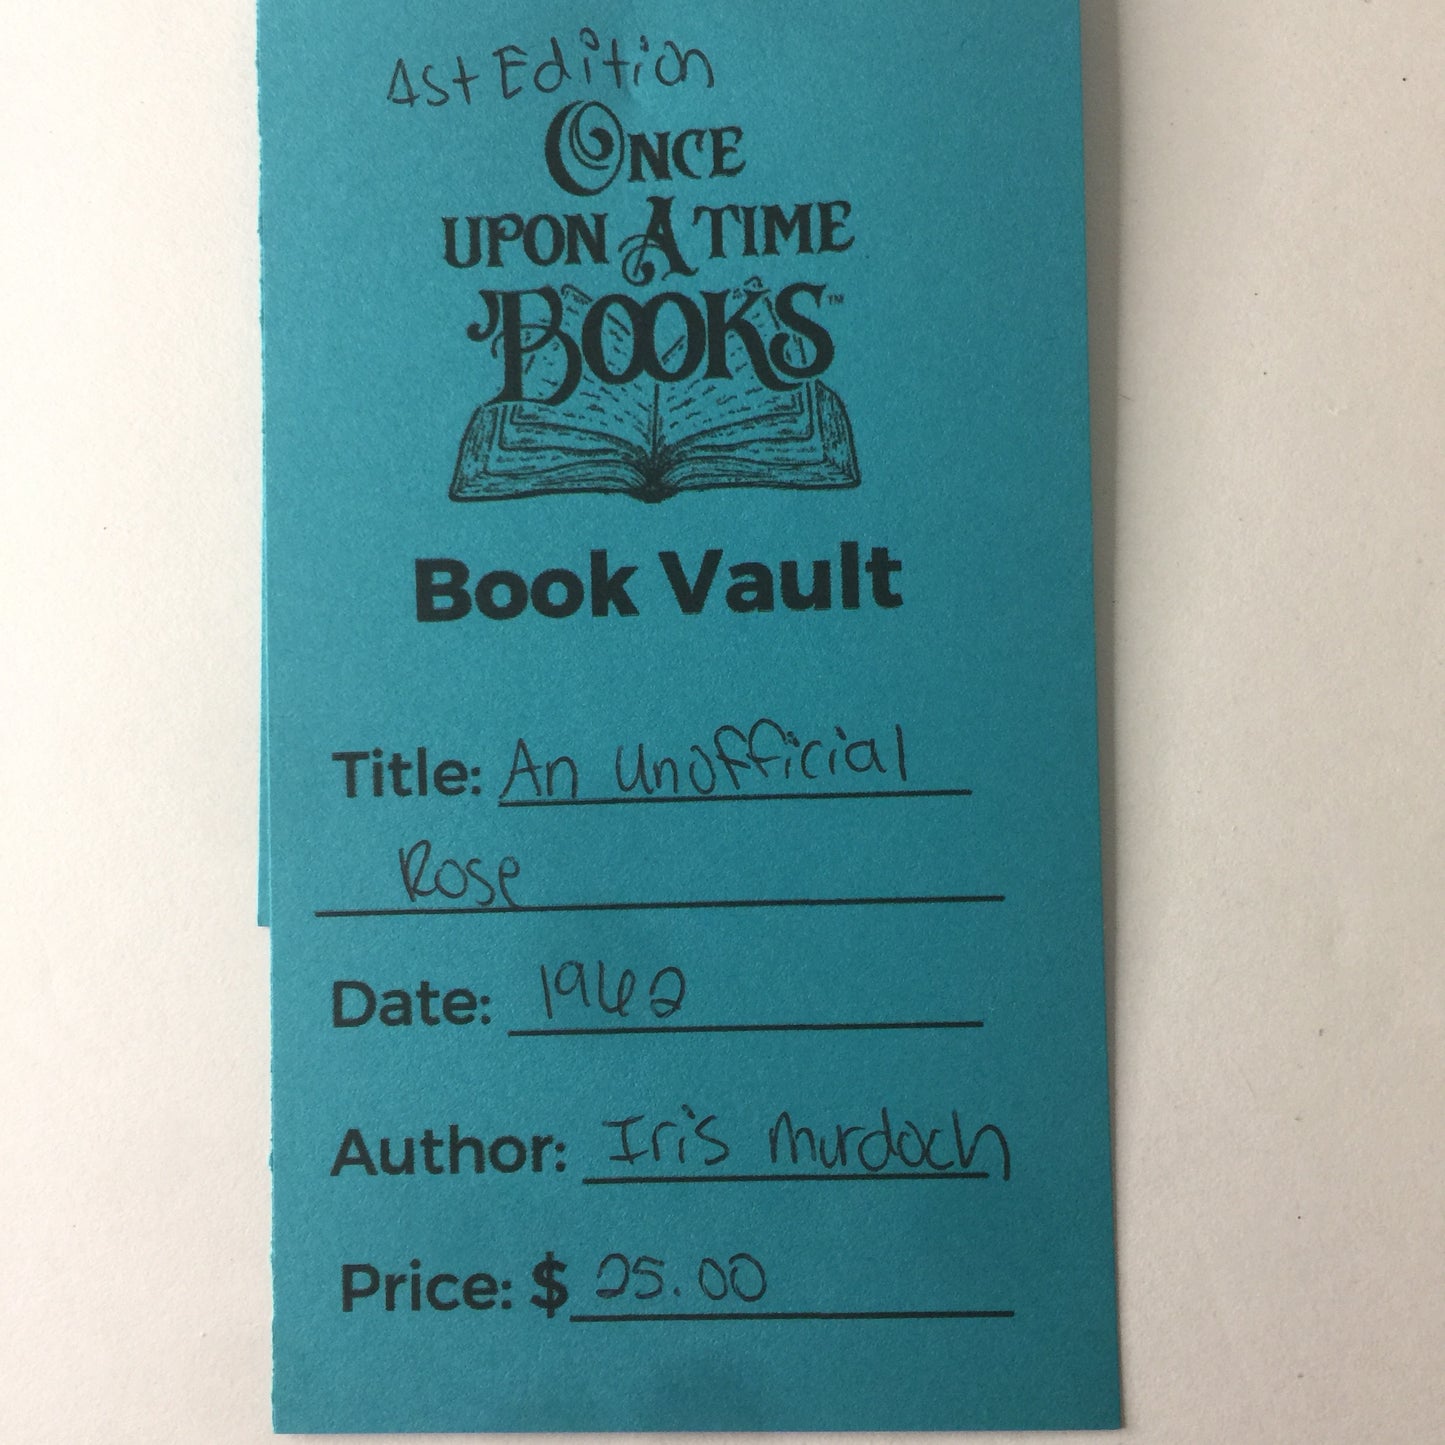 1st Edition
ONCE
UPON A TIME
BOOKS™
Book Vault
Title: An Unofficial
Rose
Date: 1962
Author: Iris Murdoch
Price: $ 25.00